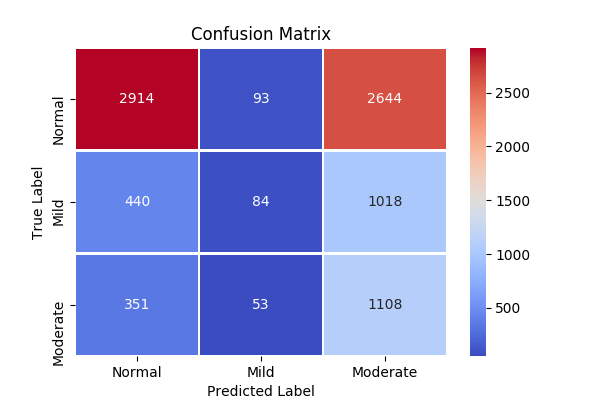 Confusion Matrix
True Label
Normal
2914 93 2644
Mild
440 84 1018
Moderate
351 53 1108
Normal Mild Moderate
Predicted Label
2500
2000
1500
1000
500